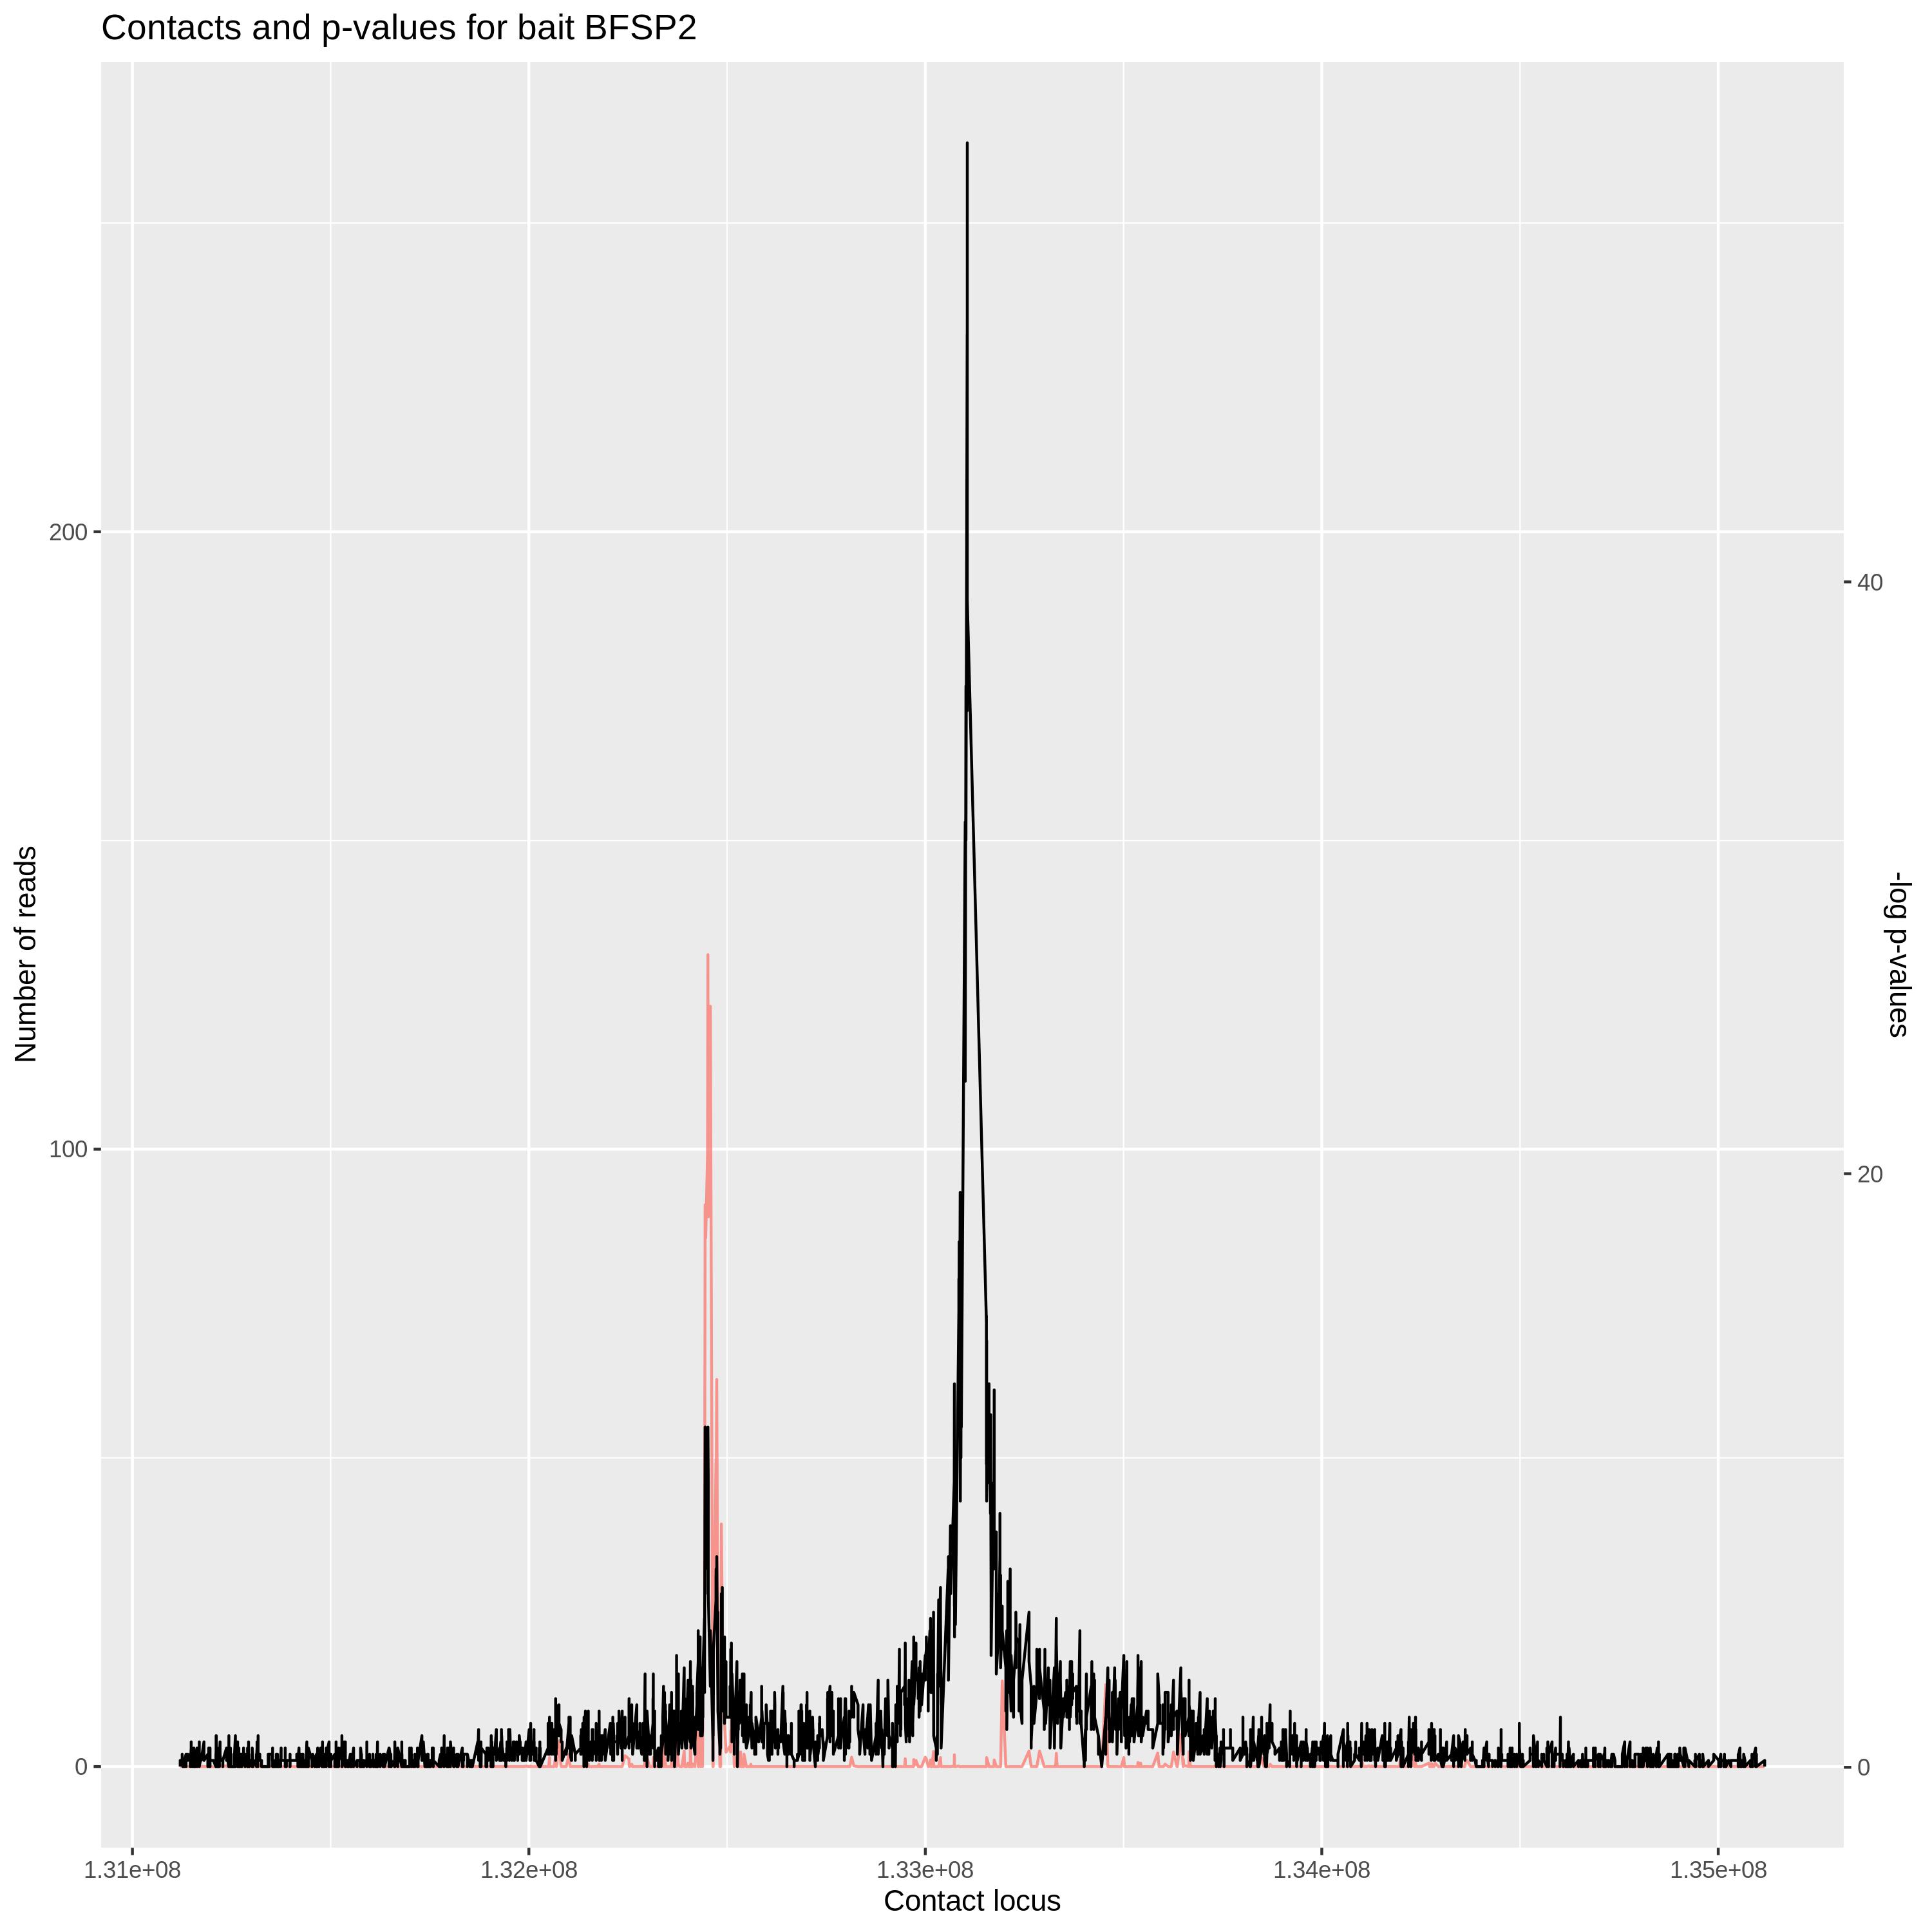 Contacts and p-values for bait BFSP2
Number of reads
200
100
0
-log p-values
40
20
0
1.31e+08
1.32e+08
1.33e+08
1.34e+08
1.35e+08
Contact locus